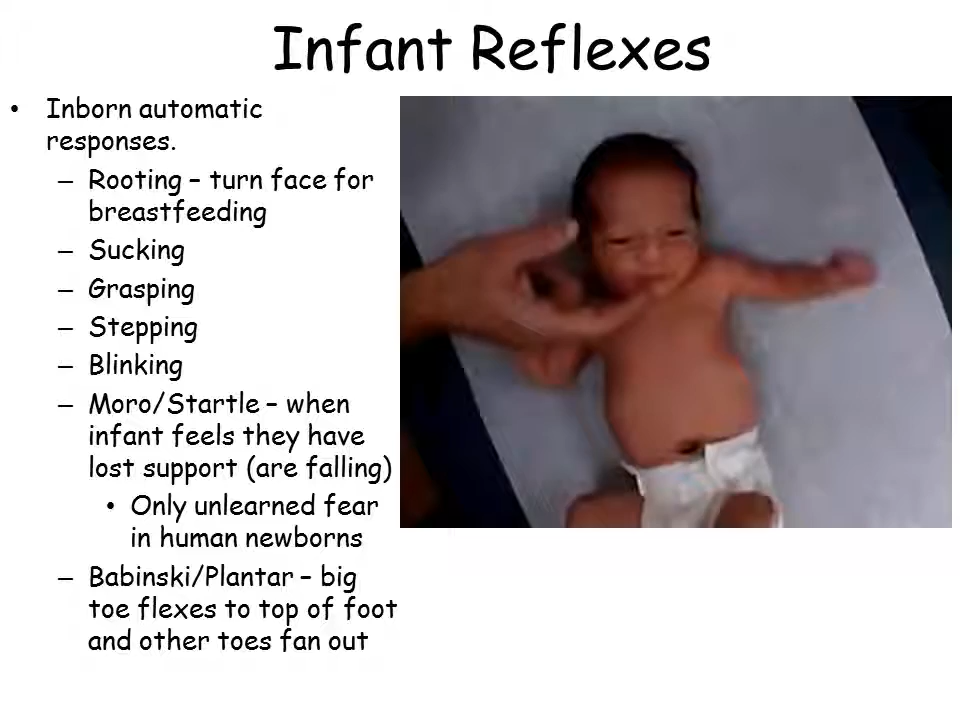 Infant Reflexes
• Inborn automatic
responses.
– Rooting – turn face for
breastfeeding
– Sucking
– Grasping
– Stepping
– Blinking
– Moro/Startle – when
infant feels they have
lost support (are falling)
• Only unlearned fear
in human newborns
– Babinski/Plantar – big
toe flexes to top of foot
and other toes fan out